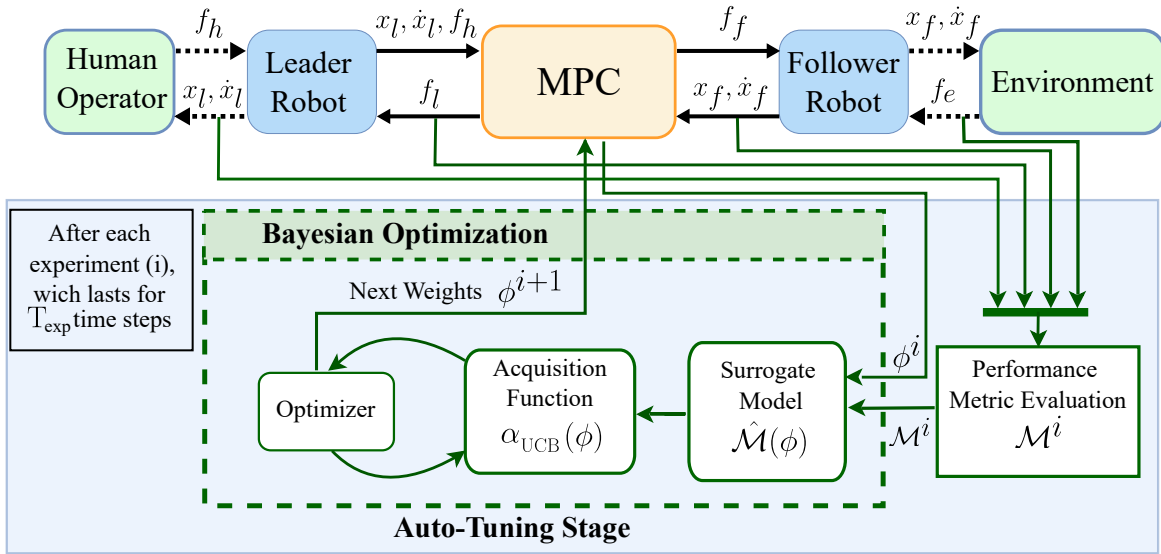 f_h
x_l, ẋ_l, f_h
f_f
x_f, ẋ_f
Human
Operator
Leader
Robot
MPC
Follower
Robot
Environment
x_l, ẋ_l
f_l
x_f, ẋ_f
f_e
After each
experiment (i),
wich lasts for
T_exp time steps
Bayesian Optimization
Next Weights ϕ^{i+1}
Optimizer
Acquisition
Function
α_UCB(ϕ)
Surrogate
Model
ℳ̂(ϕ)
ϕ^i
ℳ^i
Performance
Metric Evaluation
ℳ^i
Auto-Tuning Stage